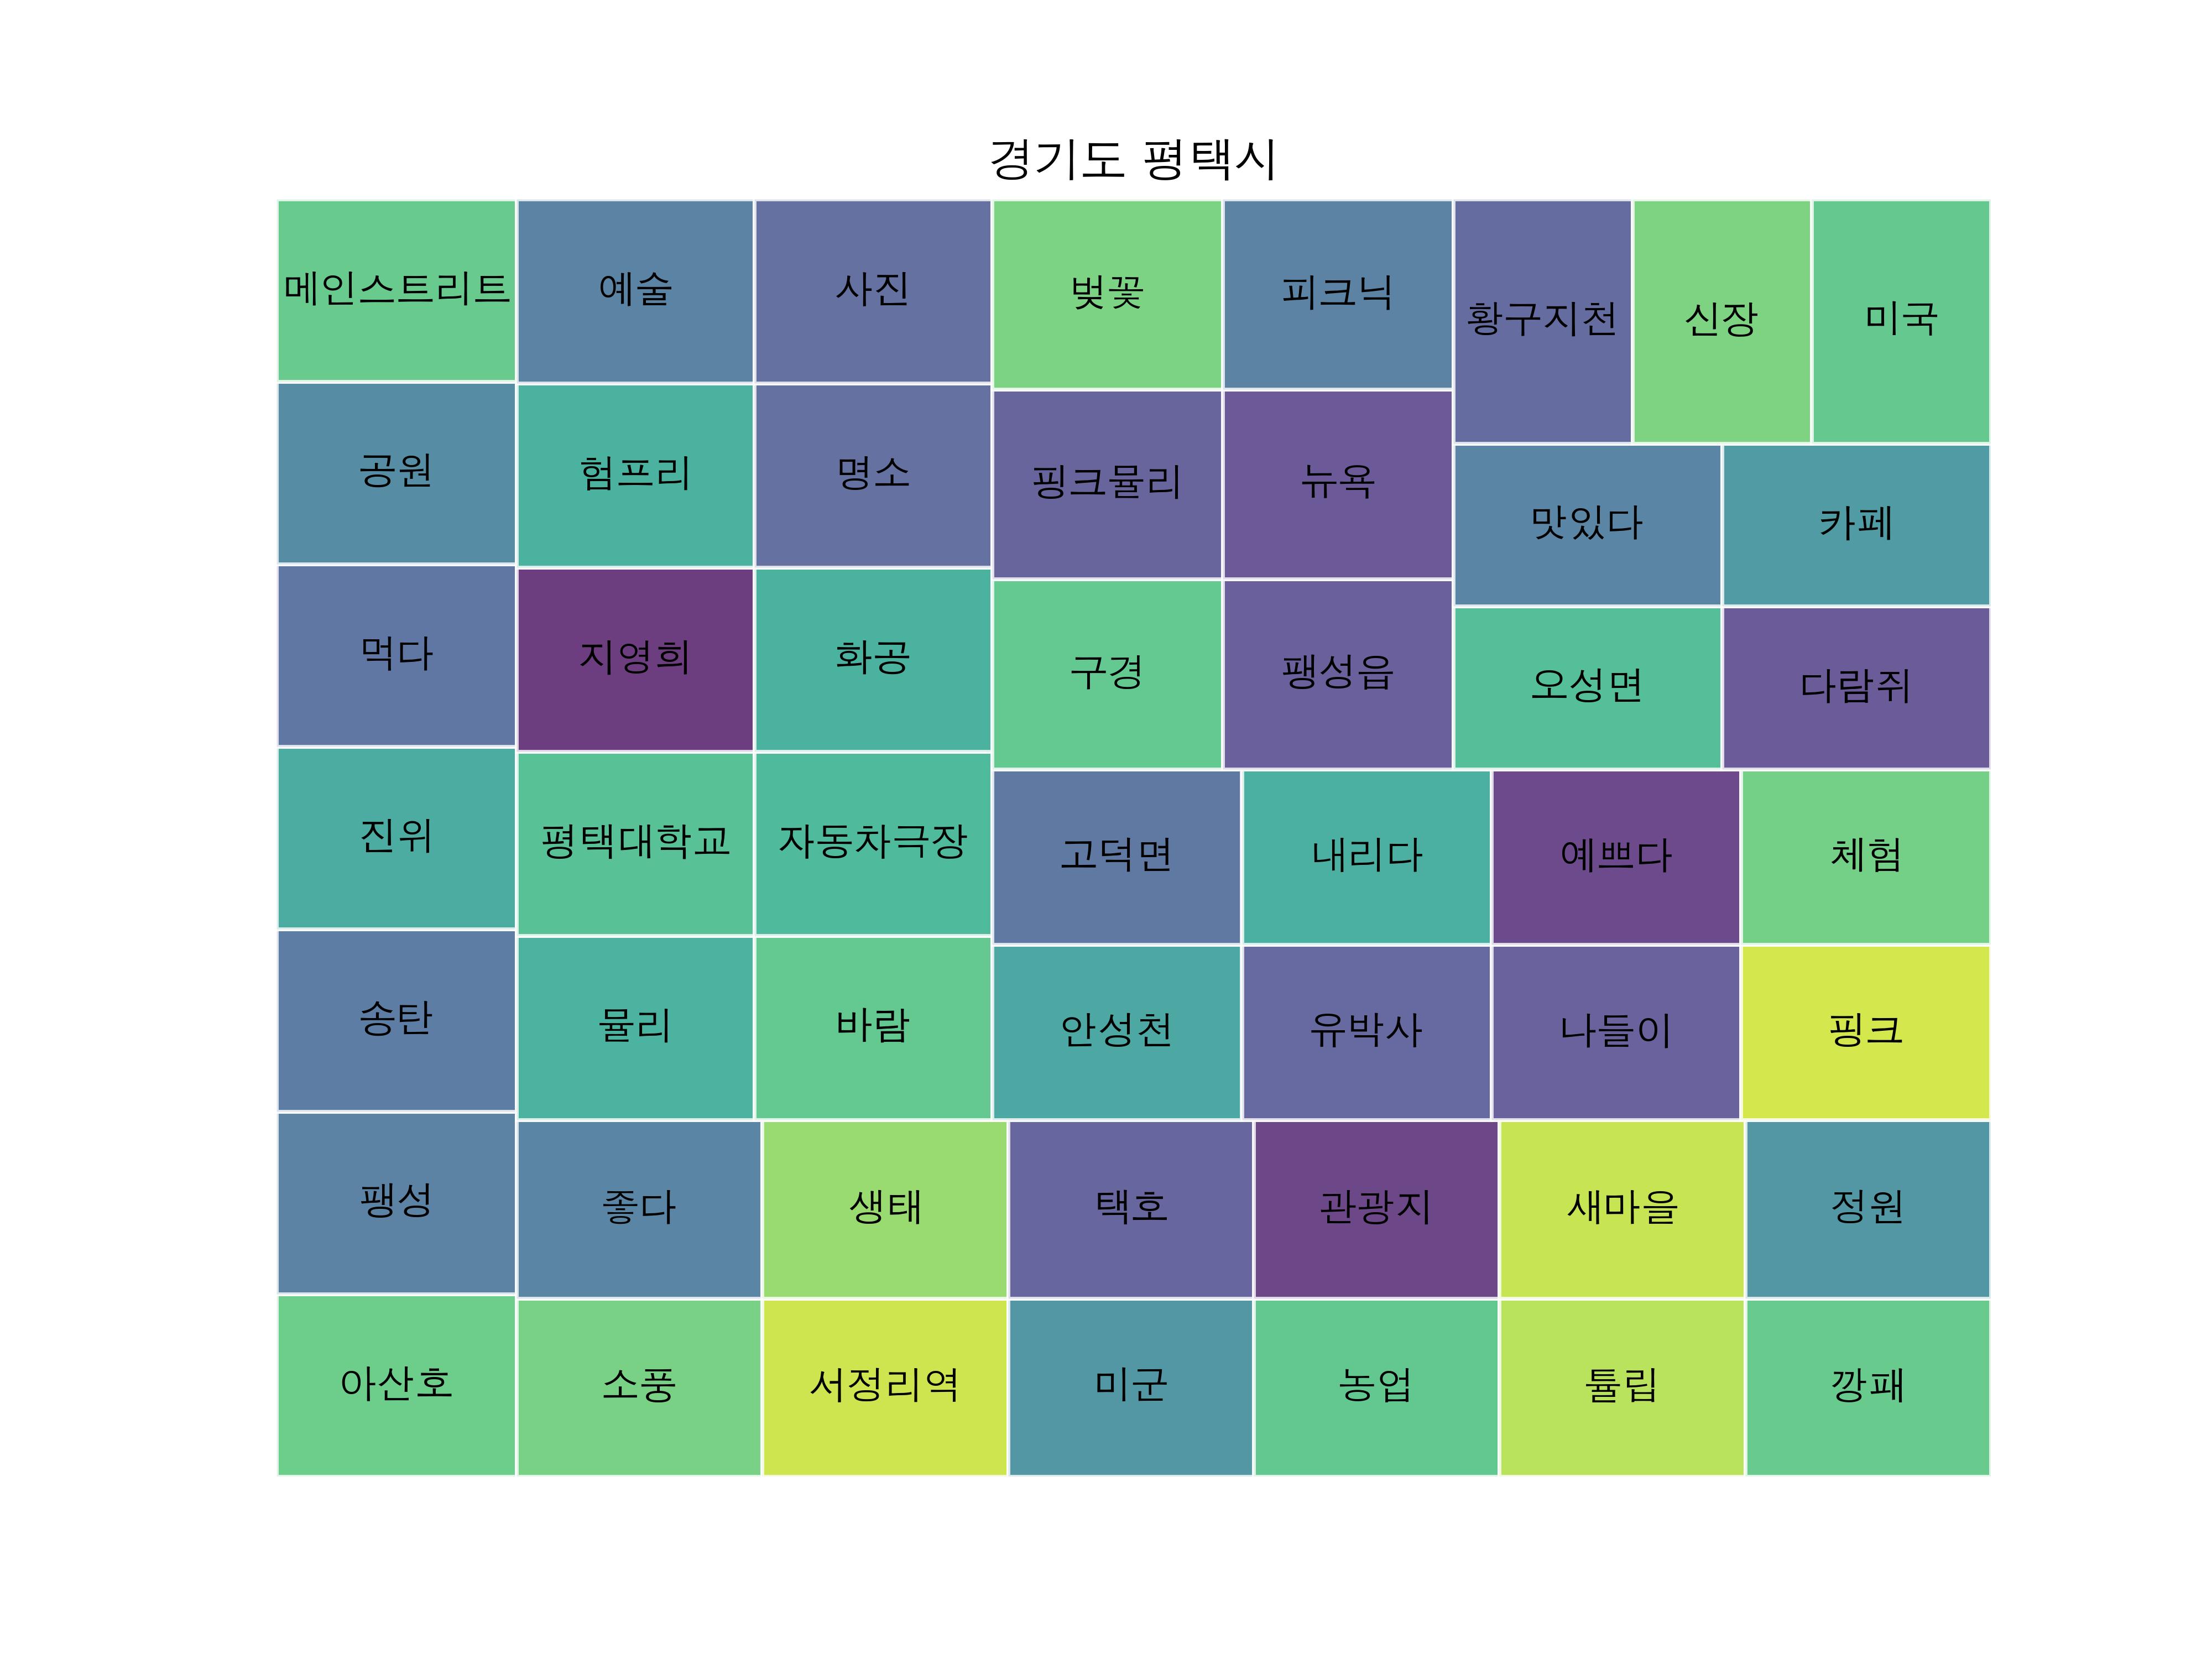 경기도 평택시
메인스트리트 예술 사진 벚꽃 피크닉 황구지천 신장 미국
공원 험프리 명소 핑크뮬리 뉴욕 맛있다 카페
먹다 지영희 화공 구경 팽성읍 오성면 다람쥐
진위 평택대학교 자동차극장 고덕면 내리다 예쁘다 체험
송탄 뮬리 바람 안성천 유박사 나들이 핑크
팽성 좋다 생태 택호 관광지 새마을 정원
아산호 소풍 서정리역 미군 농업 튤립 깡패